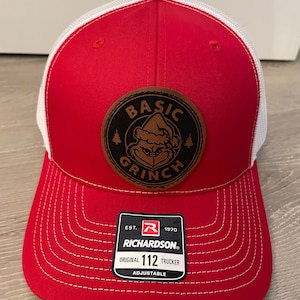 BASIC
GRINCH
EST. R 1970
RICHARDSON®
ORIGINAL 112 TRUCKER
ADJUSTABLE